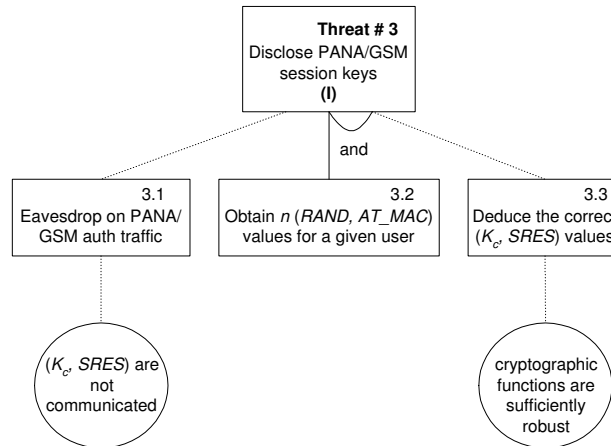 Threat # 3
Disclose PANA/GSM
session keys
(I)
and
3.1
Eavesdrop on PANA/
GSM auth traffic
3.2
Obtain n (RAND, AT_MAC)
values for a given user
3.3
Deduce the correc
(Kc, SRES) values
(Kc, SRES) are
not
communicated
cryptographic
functions are
sufficiently
robust